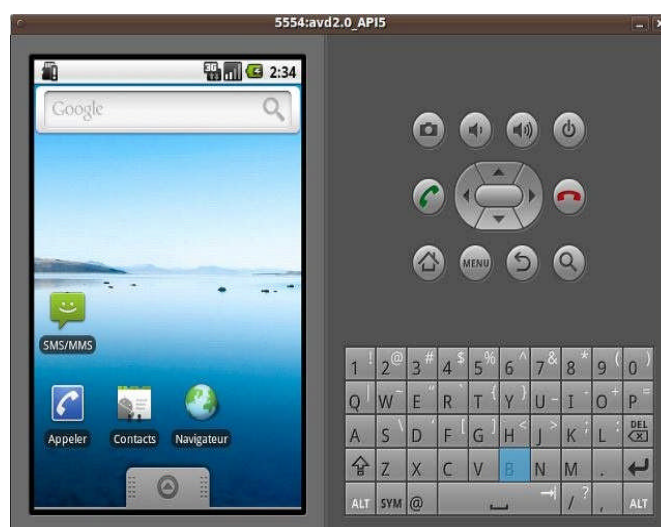 5554:avd2.0_API5
3G 2:34
Google
MENU
SMS/MMS
Appeler Contacts Navigateur
1 ! 2 @ 3 # 4 $ 5 % 6 ^ 7 & 8 * 9 ( 0 )
Q | W ~ E " R ` T { Y } U - I O + P =
A S \ D ' F [ G ] H < J > K ; L : DEL
Z X C V B N M .
ALT SYM @ / ? , ALT